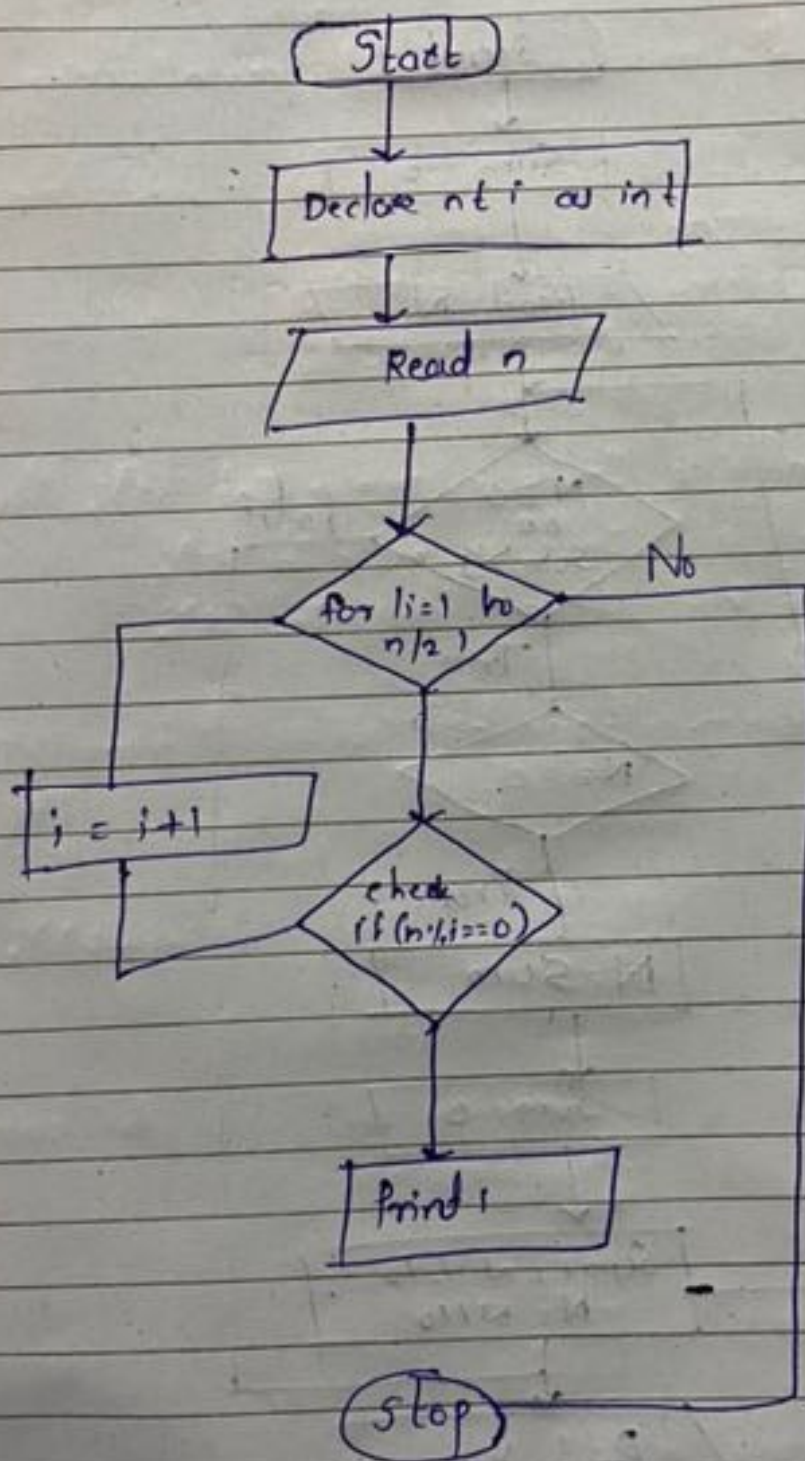 Start
Declare n & i as int
Read n
No
for (i=1 to
n/2)
i = i+1
check
if (n%i==0)
Print i
Stop